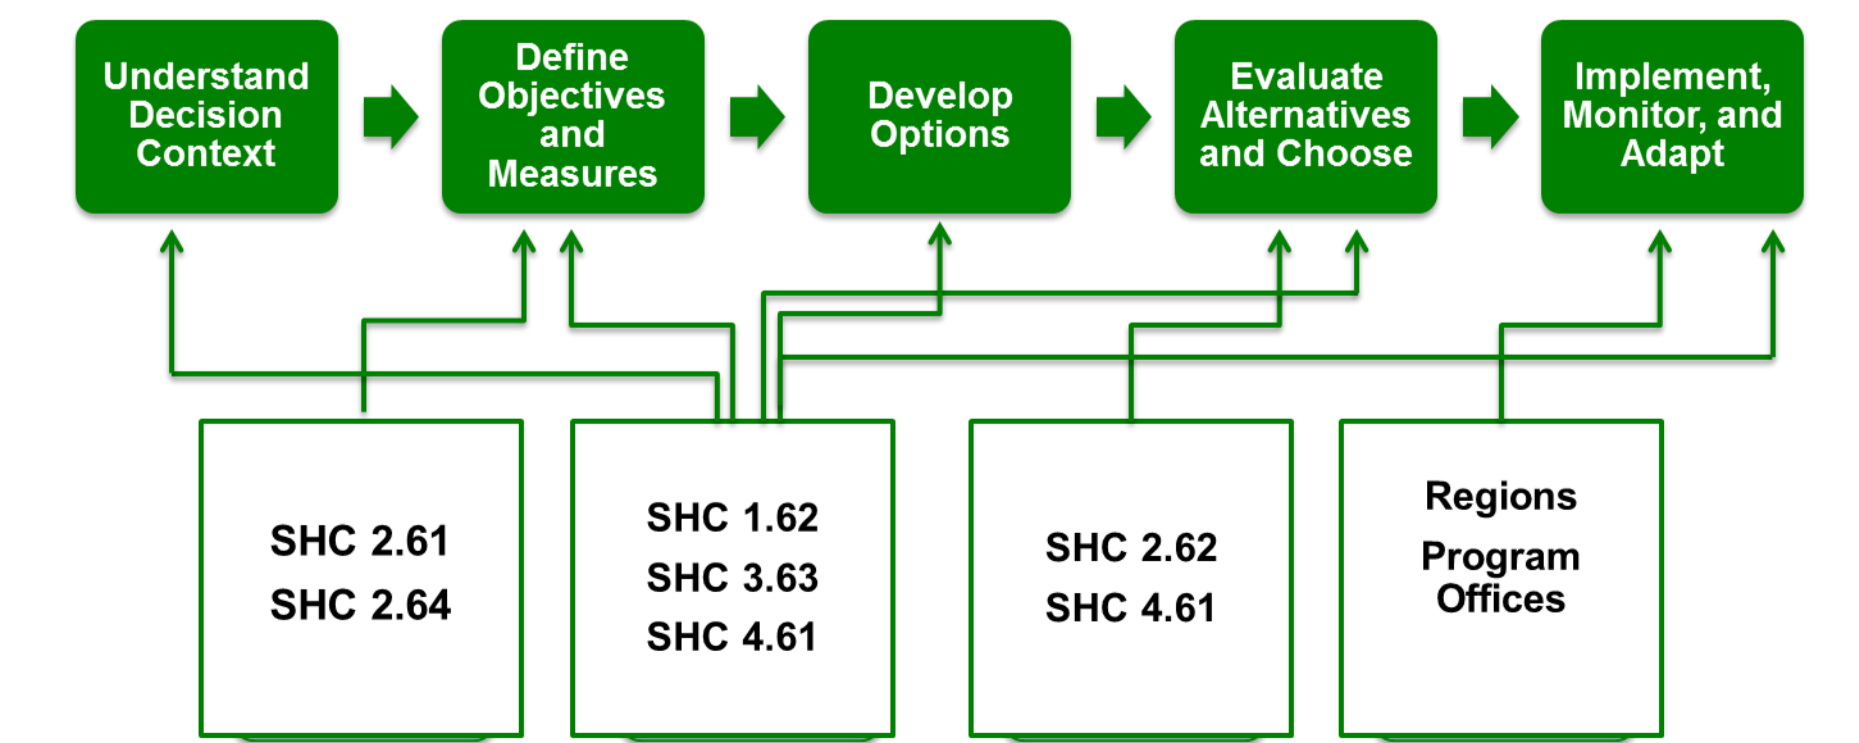 Understand
Decision
Context
Define
Objectives
and
Measures
Develop
Options
Evaluate
Alternatives
and Choose
Implement,
Monitor, and
Adapt
SHC 2.61
SHC 2.64
SHC 1.62
SHC 3.63
SHC 4.61
SHC 2.62
SHC 4.61
Regions
Program
Offices